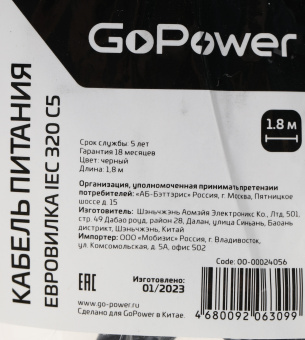 GoPower
КАБЕЛЬ ПИТАНИЯ
ЕВРОВИЛКА IEC 320 C5
1.8 м
Срок службы: 5 лет
Гарантия 18 месяцев
Цвет: черный
Длина: 1,8 м
Организация, уполномоченная приниматьпретензии
потребителей: «АБ-Бэттэрис» Россия, г. Москва, Пятницкое
шоссе д. 15
Изготовитель: Шэньчжэнь Аомэйя Электроникс Ко., Лтд, 501,
стр. 49 Дабао роуд, район 28, Далан, улица Синьань, Баоань
дистрикт, Шэньчжэнь, Китай
Импортер: ООО «Мобизис» Россия, г. Владивосток,
ул. Комсомольская, д. 5А, офис 502
Code: 00-00024056
EAC
Изготовлено:
01/2023
www.go-power.ru
Сделано для GoPower в Китае.
4 680092 063099